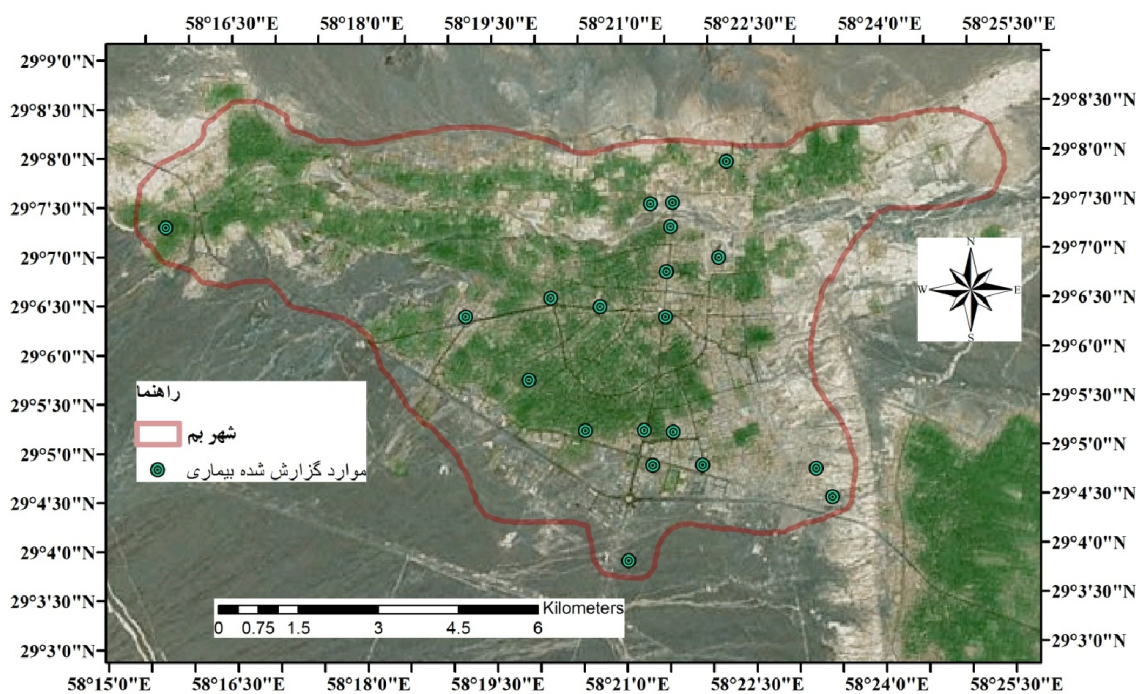 58°16'30"E 58°18'0"E 58°19'30"E 58°21'0"E 58°22'30"E 58°24'0"E 58°25'30"E
29°9'0"N
29°8'30"N 29°8'30"N
29°8'0"N 29°8'0"N
29°7'30"N 29°7'30"N
29°7'0"N 29°7'0"N
29°6'30"N 29°6'30"N
29°6'0"N 29°6'0"N
29°5'30"N 29°5'30"N
29°5'0"N 29°5'0"N
29°4'30"N 29°4'30"N
29°4'0"N 29°4'0"N
29°3'30"N 29°3'30"N
29°3'0"N 29°3'0"N
N
W E
S
راهنما
شهر بم
موارد گزارش شده بیماری
Kilometers
0 0.75 1.5 3 4.5 6
58°15'0"E 58°16'30"E 58°18'0"E 58°19'30"E 58°21'0"E 58°22'30"E 58°24'0"E 58°25'30"E